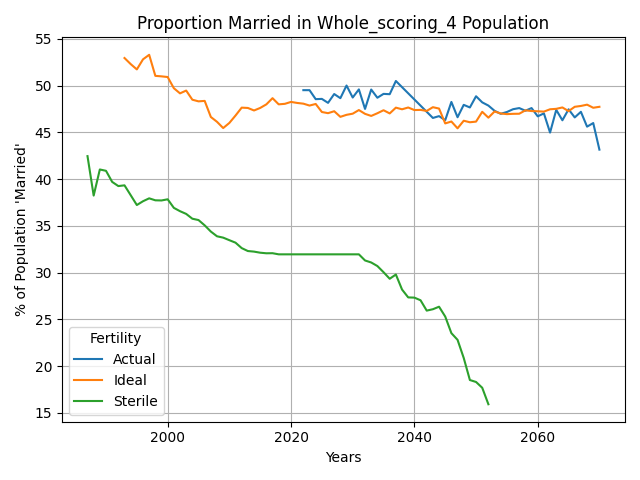 Proportion Married in Whole_scoring_4 Population
% of Population 'Married'
55
50
45
40
35
30
25
20
15
Fertility
Actual
Ideal
Sterile
2000 2020 2040 2060
Years